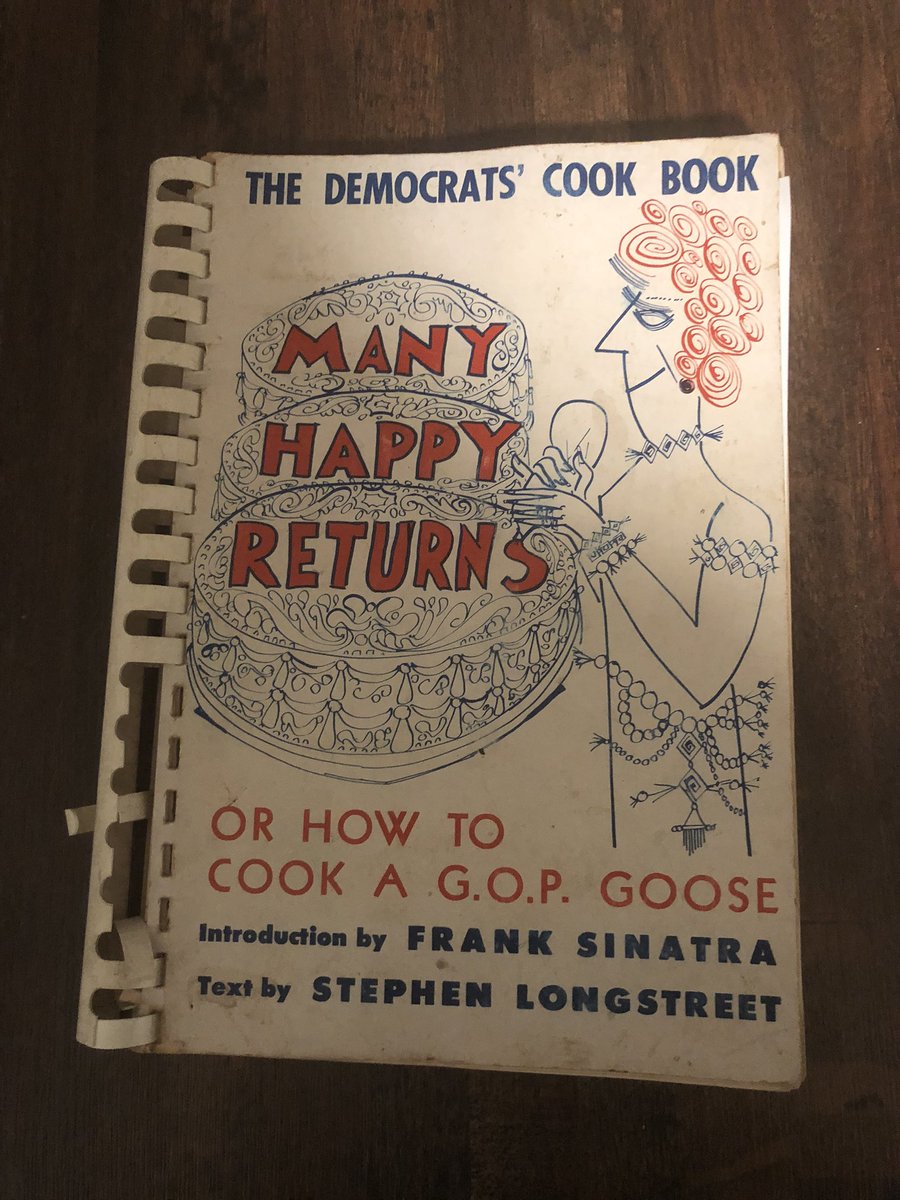 THE DEMOCRATS' COOK BOOK
MANY
HAPPY
RETURNS
OR HOW TO
COOK A G.O.P. GOOSE
Introduction by FRANK SINATRA
Text by STEPHEN LONGSTREET